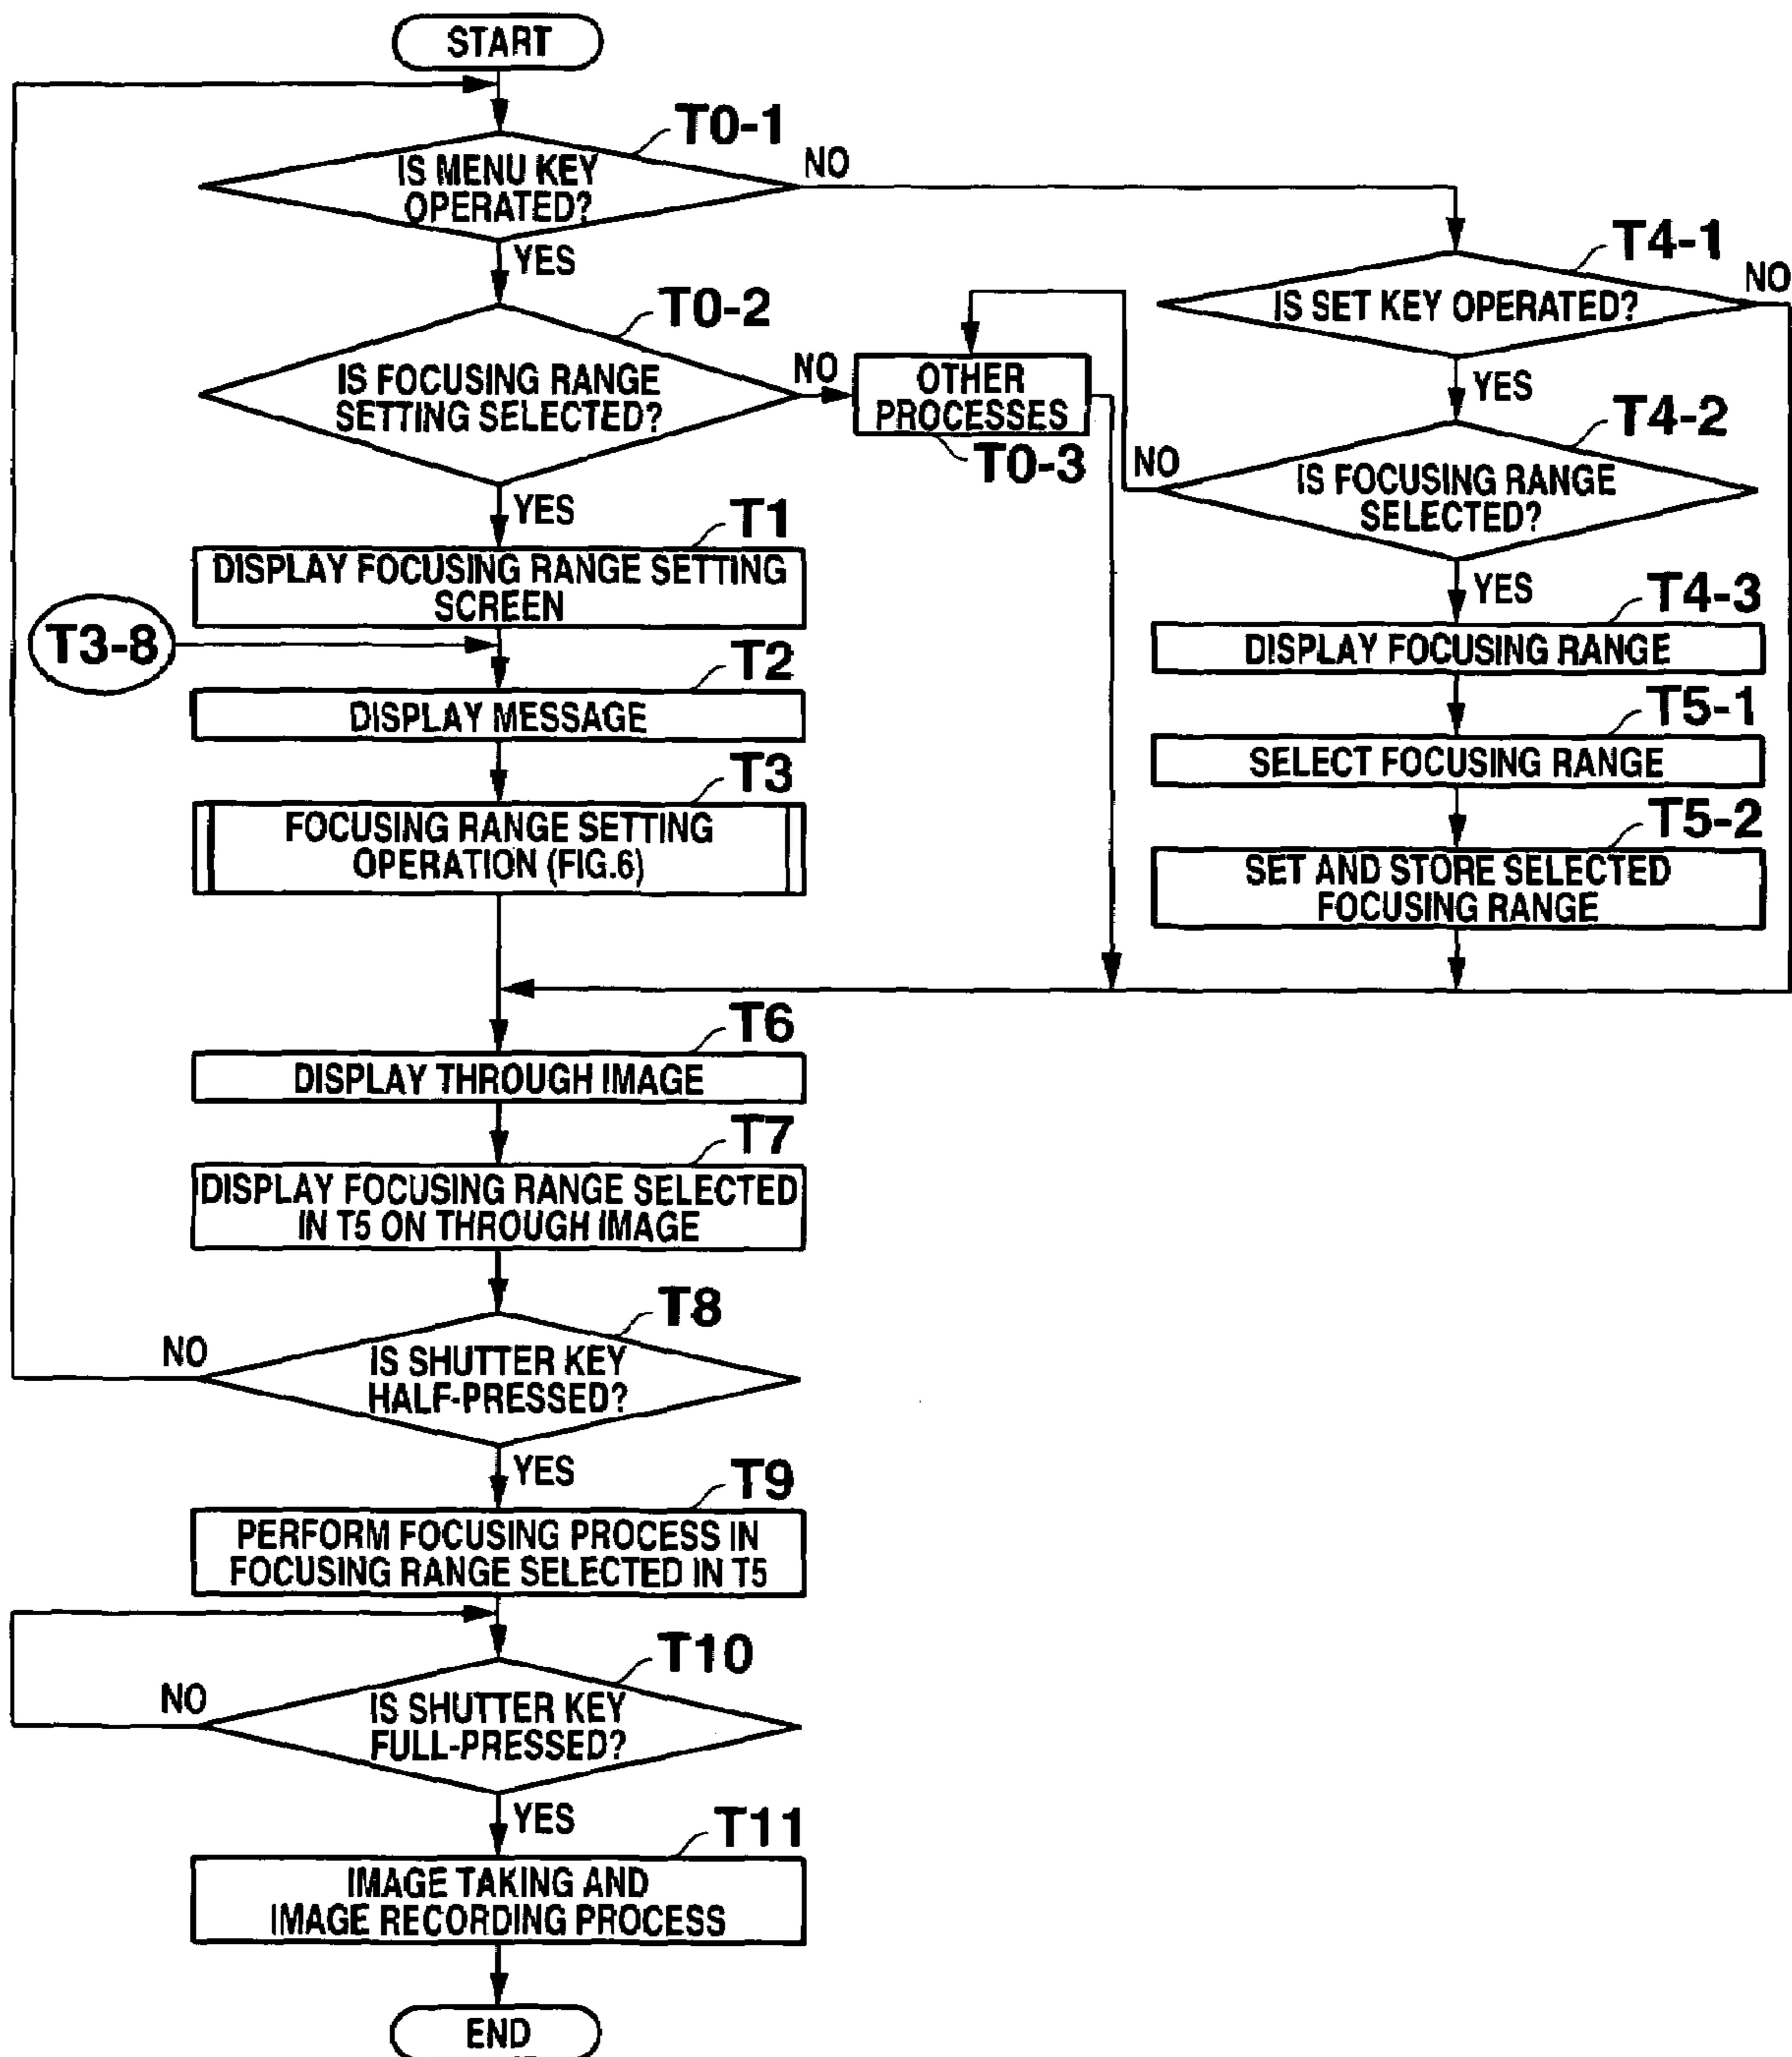 START
T0-1
IS MENU KEY
OPERATED?
NO
YES
T0-2
IS FOCUSING RANGE
SETTING SELECTED?
NO
OTHER
PROCESSES
T0-3
YES
T1
DISPLAY FOCUSING RANGE SETTING
SCREEN
T3-8
T2
DISPLAY MESSAGE
T3
FOCUSING RANGE SETTING
OPERATION (FIG.6)
T4-1
IS SET KEY OPERATED?
NO
YES
T4-2
IS FOCUSING RANGE
SELECTED?
NO
YES
T4-3
DISPLAY FOCUSING RANGE
T5-1
SELECT FOCUSING RANGE
T5-2
SET AND STORE SELECTED
FOCUSING RANGE
T6
DISPLAY THROUGH IMAGE
T7
DISPLAY FOCUSING RANGE SELECTED
IN T5 ON THROUGH IMAGE
T8
IS SHUTTER KEY
HALF-PRESSED?
NO
YES
T9
PERFORM FOCUSING PROCESS IN
FOCUSING RANGE SELECTED IN T5
T10
IS SHUTTER KEY
FULL-PRESSED?
NO
YES
T11
IMAGE TAKING AND
IMAGE RECORDING PROCESS
END